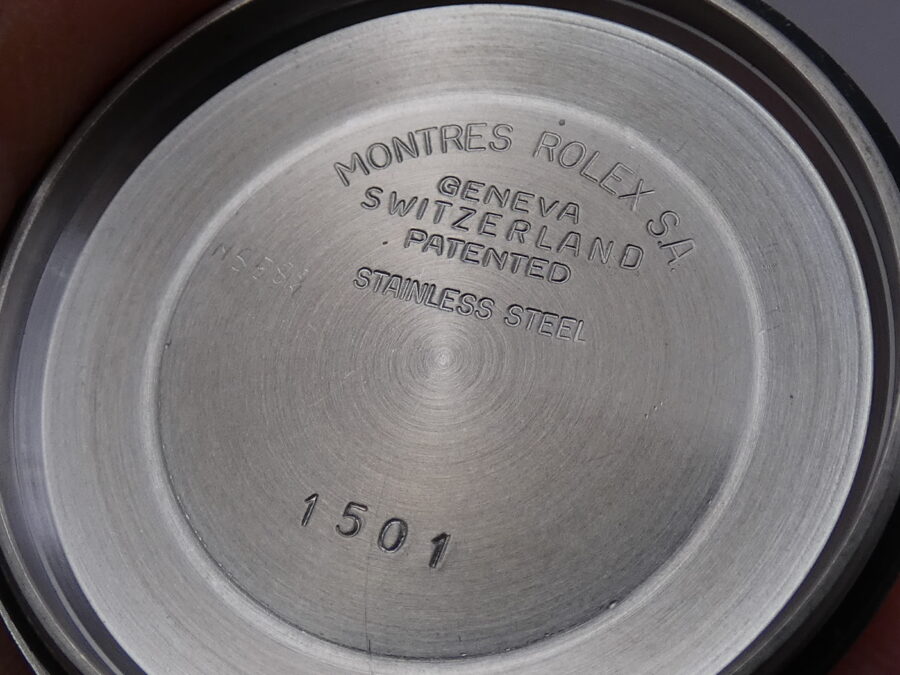 MONTRES ROLEX S.A.
GENEVA
SWITZERLAND
PATENTED
STAINLESS STEEL
1501